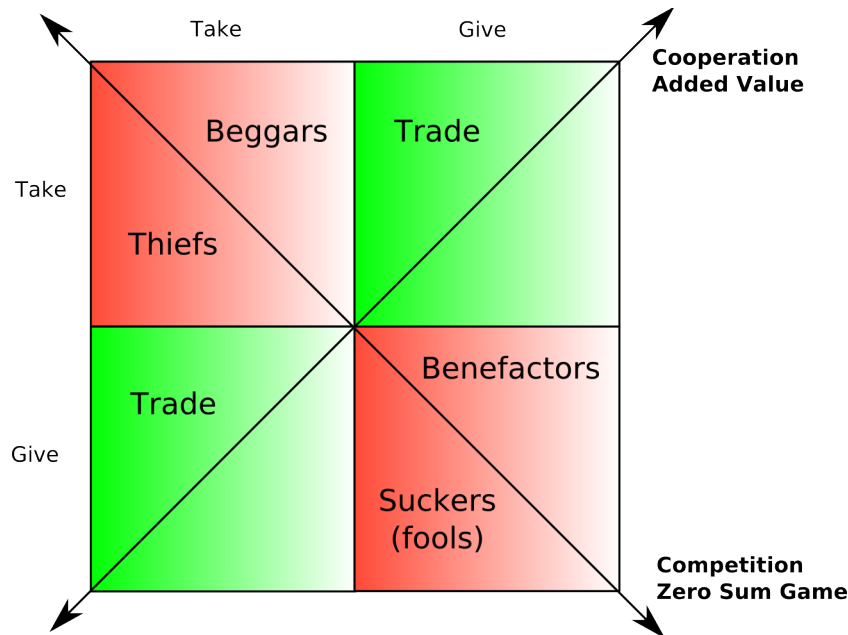 Take
Give
Cooperation
Added Value
Beggars
Trade
Take
Thiefs
Benefactors
Trade
Give
Suckers
(fools)
Competition
Zero Sum Game